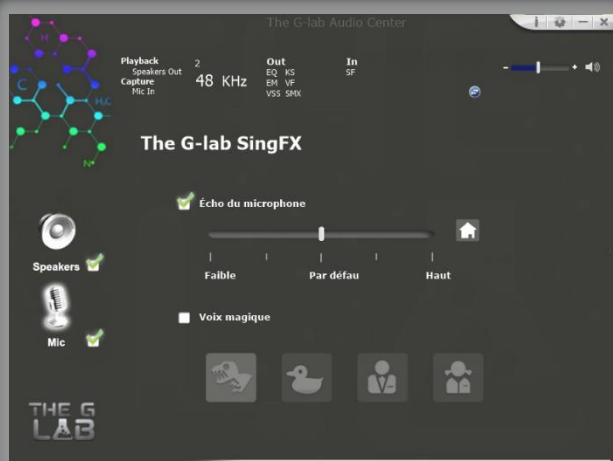 The G-lab Audio Center
i
Playback
Speakers Out
Capture
Mic In
2
48 KHz
Out
EQ KS
EM VF
VSS SMX
In
SF
- +
H
C
H₃C
N
The G-lab SingFX
Écho du microphone
Faible
Par défau
Haut
Speakers
Voix magique
Mic
THE G
LAB